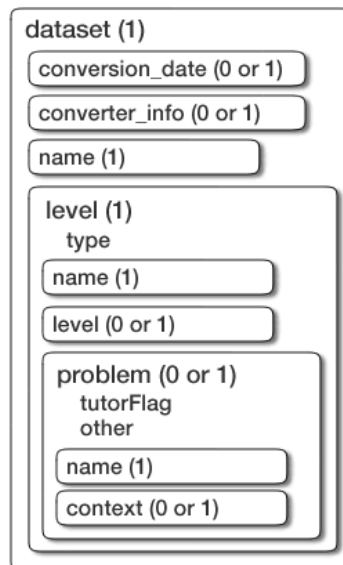 dataset (1)
conversion_date (0 or 1)
converter_info (0 or 1)
name (1)
level (1)
type
name (1)
level (0 or 1)
problem (0 or 1)
tutorFlag
other
name (1)
context (0 or 1)